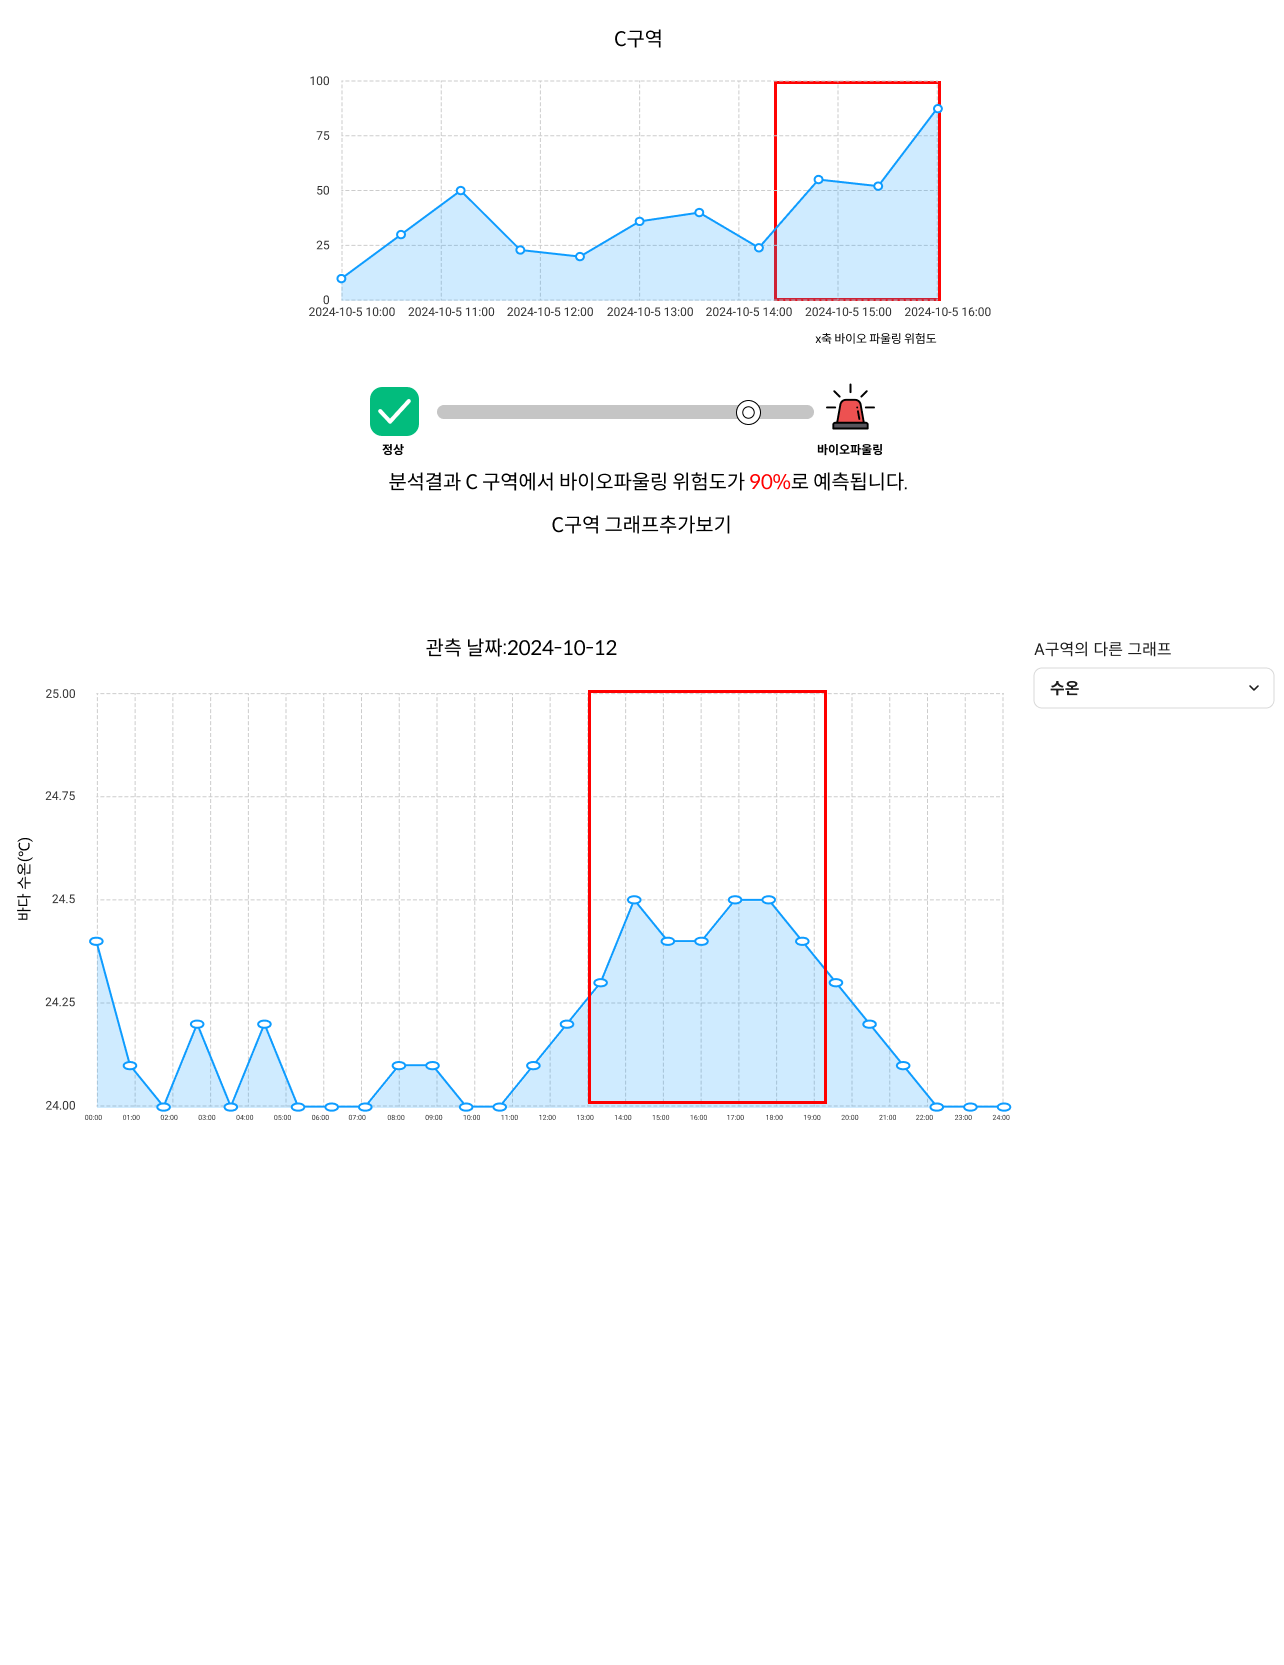 C구역
100
75
50
25
0
2024-10-5 10:00 2024-10-5 11:00 2024-10-5 12:00 2024-10-5 13:00 2024-10-5 14:00 2024-10-5 15:00 2024-10-5 16:00
x축 바이오 파울링 위험도
정상
바이오파울링
분석결과 C 구역에서 바이오파울링 위험도가 90%로 예측됩니다.
C구역 그래프추가보기
관측 날짜:2024-10-12
A구역의 다른 그래프
수온
바다 수온(℃)
25.00
24.75
24.5
24.25
24.00
00:00 01:00 02:00 03:00 04:00 05:00 06:00 07:00 08:00 09:00 10:00 11:00 12:00 13:00 14:00 15:00 16:00 17:00 18:00 19:00 20:00 21:00 22:00 23:00 24:00